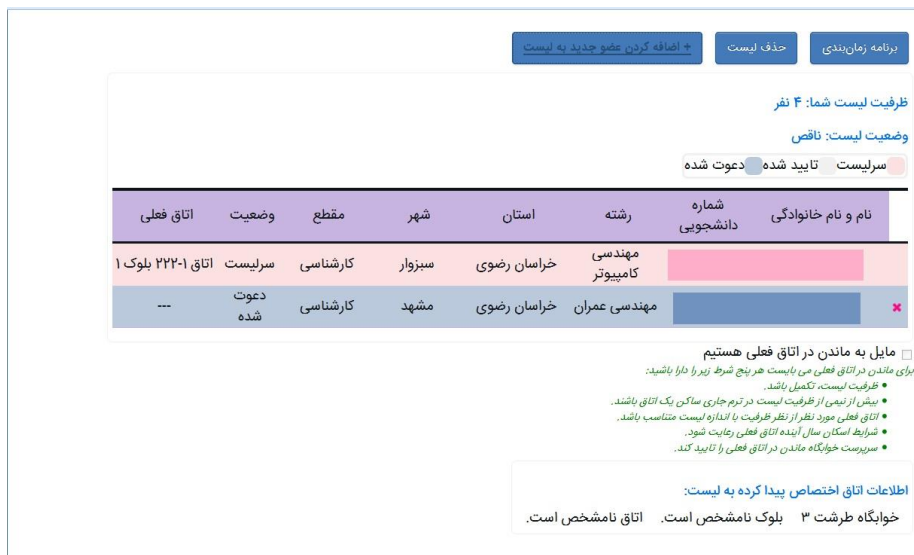 برنامه زمان‌بندی حذف لیست + اضافه کردن عضو جدید به لیست
ظرفیت لیست شما: ۴ نفر
وضعیت لیست: ناقص
سرلیست تایید شده دعوت شده
نام و نام خانوادگی شماره دانشجویی رشته استان شهر مقطع وضعیت اتاق فعلی
مهندسی کامپیوتر خراسان رضوی سبزوار کارشناسی سرلیست اتاق ۱-۲۲۲ بلوک ۱
مهندسی عمران خراسان رضوی مشهد کارشناسی دعوت شده ---
مایل به ماندن در اتاق فعلی هستیم
برای ماندن در اتاق فعلی می بایست هر پنج شرط زیر را دارا باشید:
• ظرفیت لیست، تکمیل باشد.
• بیش از نیمی از ظرفیت لیست در ترم جاری ساکن یک اتاق باشند.
• اتاق فعلی مورد نظر از نظر ظرفیت با اندازه لیست متناسب باشد.
• شرایط اسکان سال آینده اتاق فعلی رعایت شود.
• سرپرست خوابگاه ماندن در اتاق فعلی را تایید کند.
اطلاعات اتاق اختصاص پیدا کرده به لیست:
خوابگاه طرشت ۳ بلوک نامشخص است. اتاق نامشخص است.